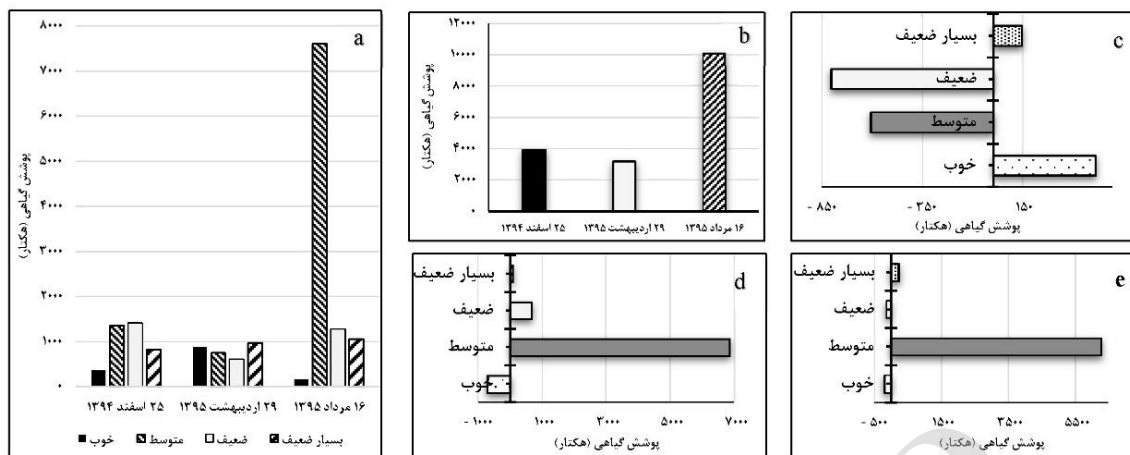 a
۸۰۰۰
۷۰۰۰
۶۰۰۰
۵۰۰۰
۴۰۰۰
۳۰۰۰
۲۰۰۰
۱۰۰۰
۰
پوشش گیاهی (هکتار)
۲۵ اسفند ۱۳۹۴
۲۹ اردیبهشت ۱۳۹۵
۱۶ مرداد ۱۳۹۵
خوب
متوسط
ضعیف
بسیار ضعیف
b
۱۲۰۰۰
۱۰۰۰۰
۸۰۰۰
۶۰۰۰
۴۰۰۰
۲۰۰۰
۰
پوشش گیاهی (هکتار)
۲۵ اسفند ۱۳۹۴
۲۹ اردیبهشت ۱۳۹۵
۱۶ مرداد ۱۳۹۵
c
بسیار ضعیف
ضعیف
متوسط
خوب
-۸۵۰
-۳۵۰
۱۵۰
پوشش گیاهی (هکتار)
d
بسیار ضعیف
ضعیف
متوسط
خوب
-۱۰۰۰
۱۰۰۰
۳۰۰۰
۵۰۰۰
۷۰۰۰
پوشش گیاهی (هکتار)
e
بسیار ضعیف
ضعیف
متوسط
خوب
-۵۰۰
۱۵۰۰
۳۵۰۰
۵۵۰۰
پوشش گیاهی (هکتار)